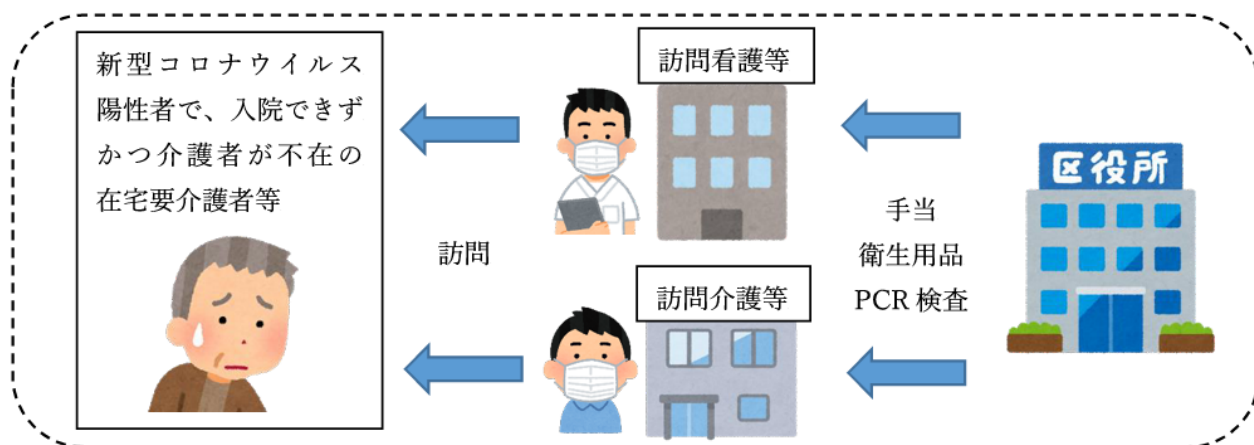 新型コロナウイルス
陽性者で、入院できず
かつ介護者が不在の
在宅要介護者等
訪問
訪問看護等
訪問介護等
手当
衛生用品
PCR 検査
区役所